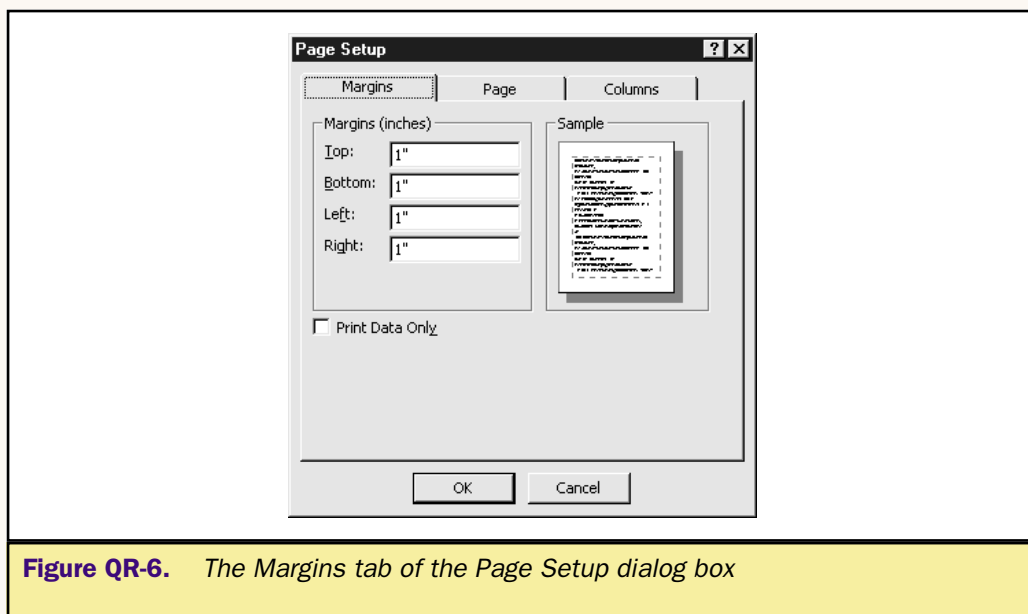 Page Setup
Margins
Page
Columns
Margins (inches)
Top: 1"
Bottom: 1"
Left: 1"
Right: 1"
Sample
Print Data Only
OK
Cancel
Figure QR-6. The Margins tab of the Page Setup dialog box